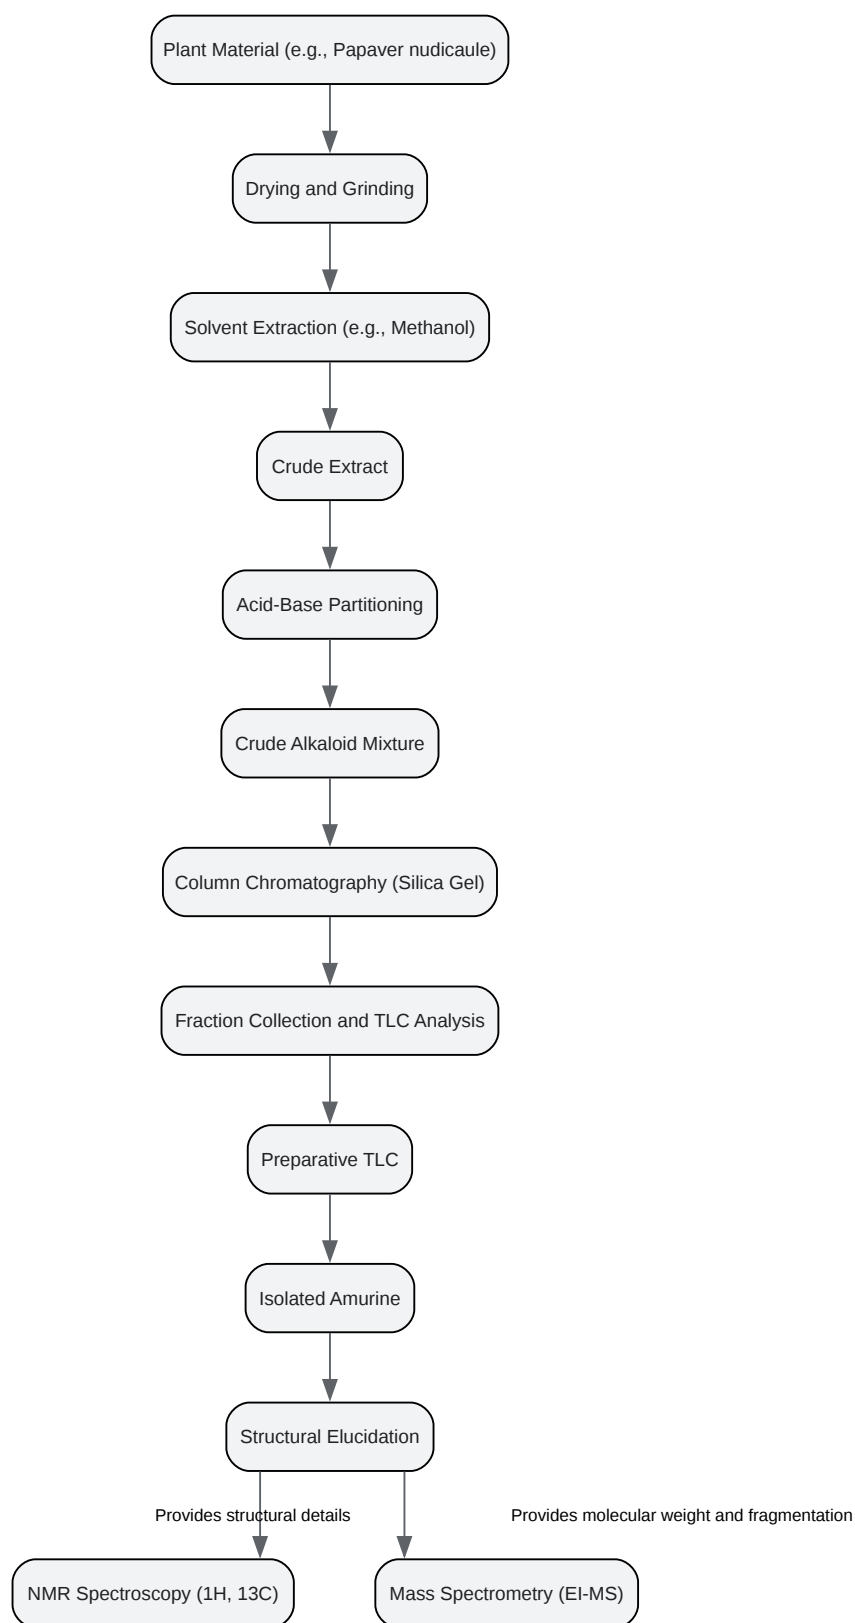 Plant Material (e.g., Papaver nudicaule)
Drying and Grinding
Solvent Extraction (e.g., Methanol)
Crude Extract
Acid-Base Partitioning
Crude Alkaloid Mixture
Column Chromatography (Silica Gel)
Fraction Collection and TLC Analysis
Preparative TLC
Isolated Amurine
Structural Elucidation
Provides structural details
Provides molecular weight and fragmentation
NMR Spectroscopy (1H, 13C)
Mass Spectrometry (EI-MS)